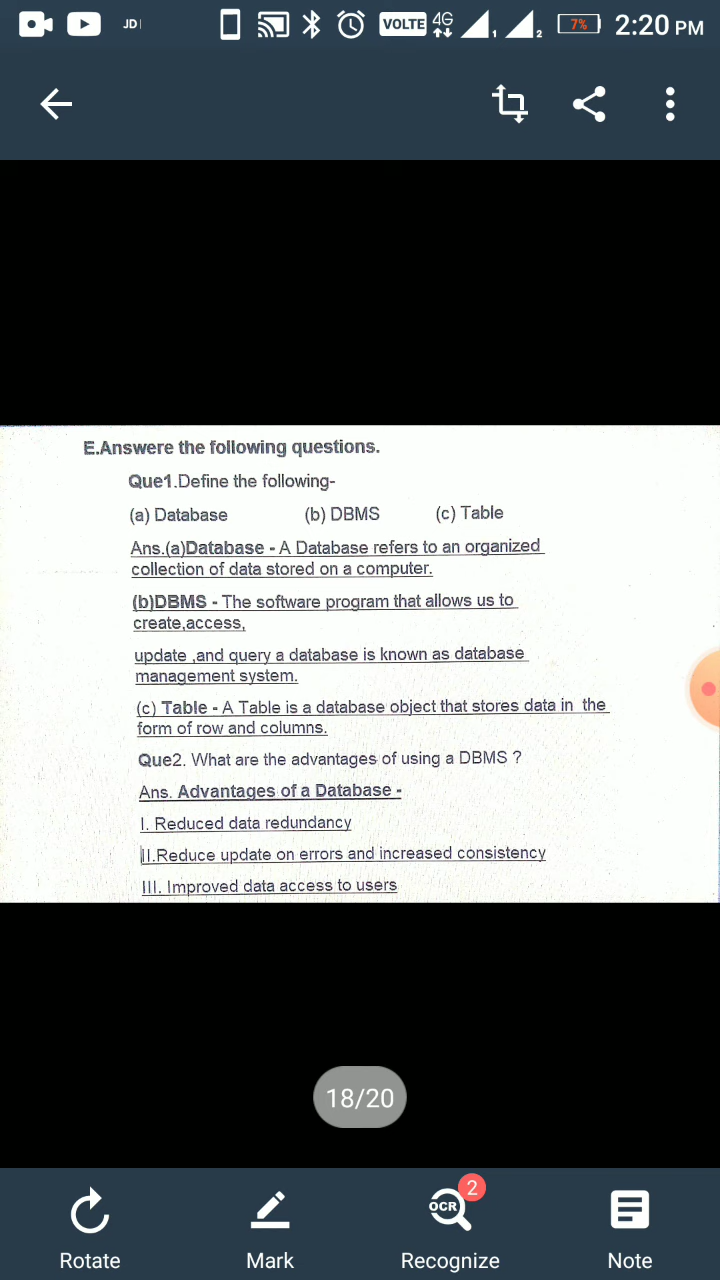 JD
VOLTE 4G 1 2 7% 2:20 PM
E.Answere the following questions.
Que1.Define the following-
(a) Database (b) DBMS (c) Table
Ans.(a)Database - A Database refers to an organized
collection of data stored on a computer.
(b)DBMS - The software program that allows us to
create,access,
update ,and query a database is known as database
management system.
(c) Table - A Table is a database object that stores data in the
form of row and columns.
Que2. What are the advantages of using a DBMS ?
Ans. Advantages of a Database -
I. Reduced data redundancy
II.Reduce update on errors and increased consistency
III. Improved data access to users
18/20
OCR 2
Rotate Mark Recognize Note